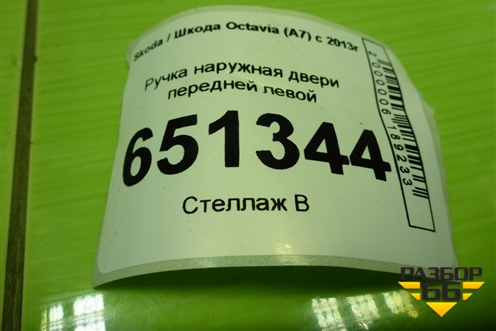 Skoda / Шкода Octavia (A7) с 2013г
Ручка наружная двери
передней левой
651344
Стеллаж В
2000006189233
РАЗБОР
66